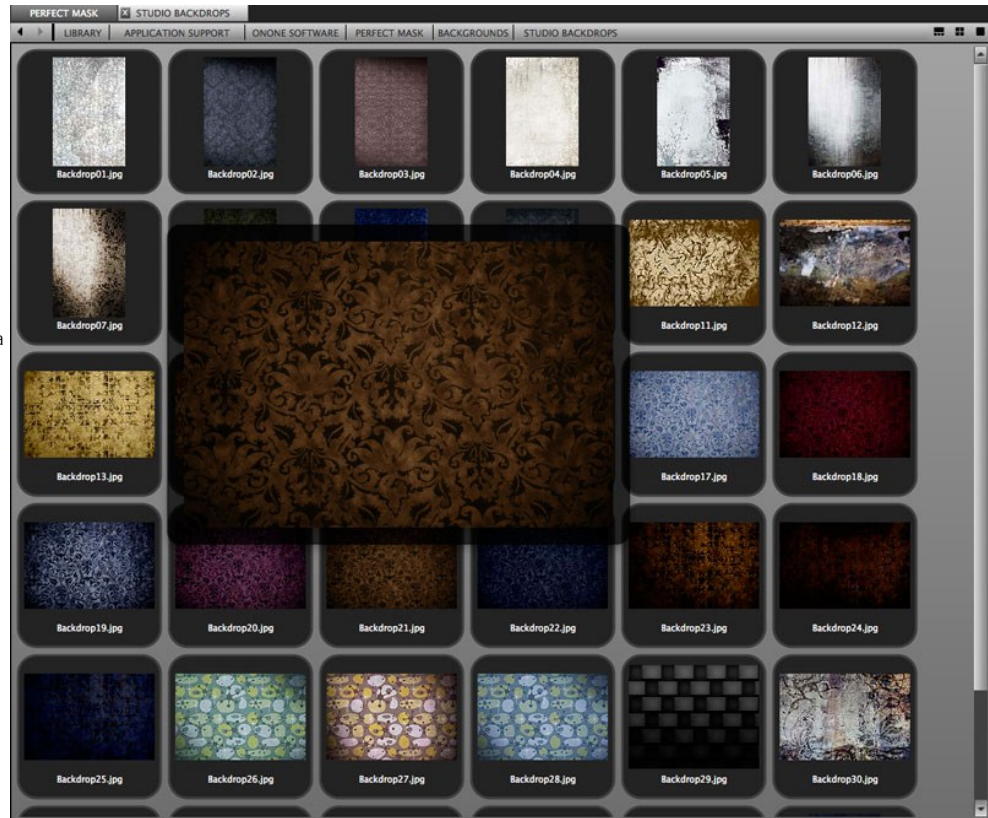 PERFECT MASK STUDIO BACKDROPS
LIBRARY APPLICATION SUPPORT ONONE SOFTWARE PERFECT MASK BACKGROUNDS STUDIO BACKDROPS
Backdrop01.jpg Backdrop02.jpg Backdrop03.jpg Backdrop04.jpg Backdrop05.jpg Backdrop06.jpg
Backdrop07.jpg Backdrop11.jpg Backdrop12.jpg
a
Backdrop13.jpg Backdrop17.jpg Backdrop18.jpg
Backdrop19.jpg Backdrop20.jpg Backdrop21.jpg Backdrop22.jpg Backdrop23.jpg Backdrop24.jpg
Backdrop25.jpg Backdrop26.jpg Backdrop27.jpg Backdrop28.jpg Backdrop29.jpg Backdrop30.jpg